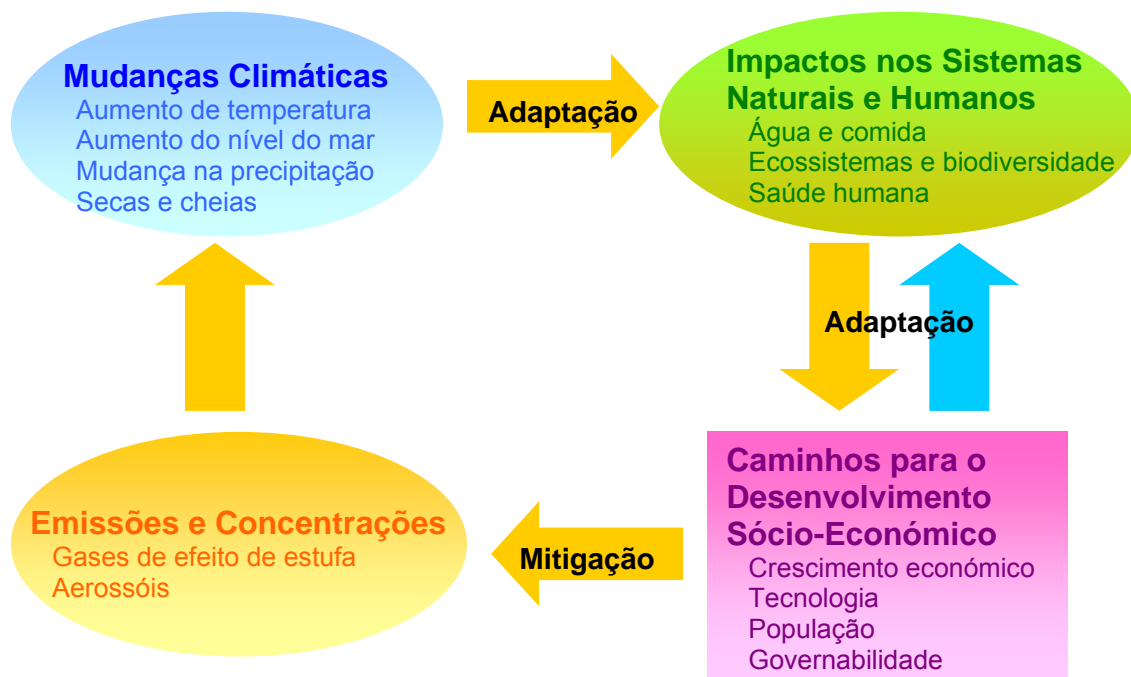 Mudanças Climáticas
Aumento de temperatura
Aumento do nível do mar
Mudança na precipitação
Secas e cheias
Adaptação
Impactos nos Sistemas
Naturais e Humanos
Água e comida
Ecossistemas e biodiversidade
Saúde humana
Adaptação
Emissões e Concentrações
Gases de efeito de estufa
Aerossóis
Mitigação
Caminhos para o
Desenvolvimento
Sócio-Económico
Crescimento económico
Tecnologia
População
Governabilidade